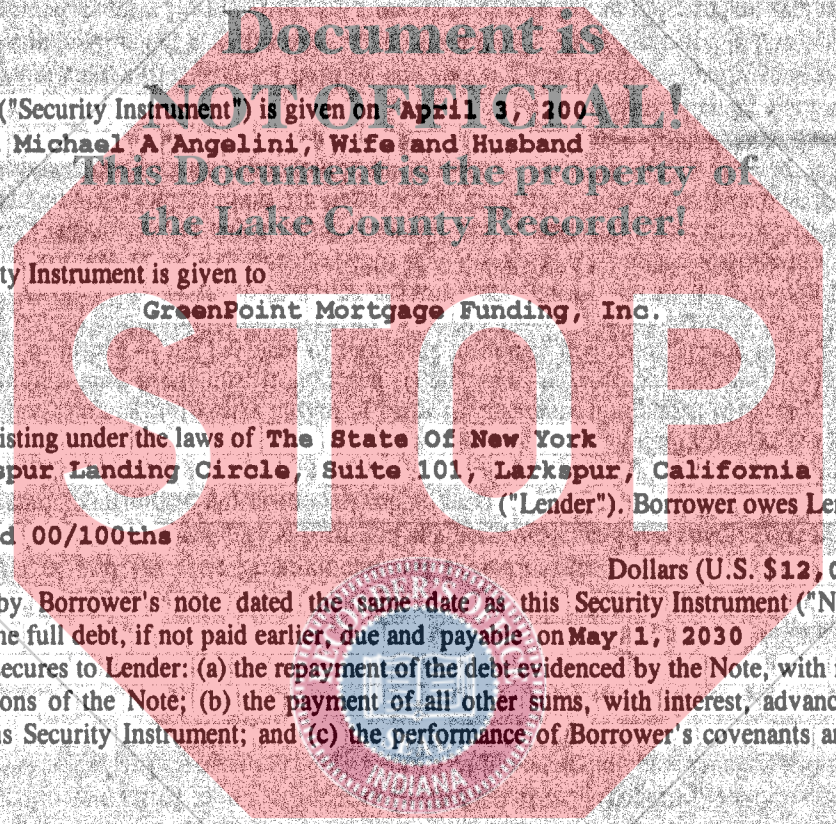 Document is
NOT OFFICIAL!
("Security Instrument") is given on April 3, 200
Michael A Angelini, Wife and Husband
This Document is the property of
the Lake County Recorder!
ty Instrument is given to
GreenPoint Mortgage Funding, Inc.
STOP
isting under the laws of The State Of New York
spur Landing Circle, Suite 101, Larkspur, California
("Lender"). Borrower owes Le
d 00/100ths
Dollars (U.S. $12,0
by Borrower's note dated the same date as this Security Instrument ("N
he full debt, if not paid earlier, due and payable on May 1, 2030
ecures to Lender: (a) the repayment of the debt evidenced by the Note, with
ons of the Note; (b) the payment of all other sums, with interest, advanc
is Security Instrument; and (c) the performance of Borrower's covenants a
INDIANA